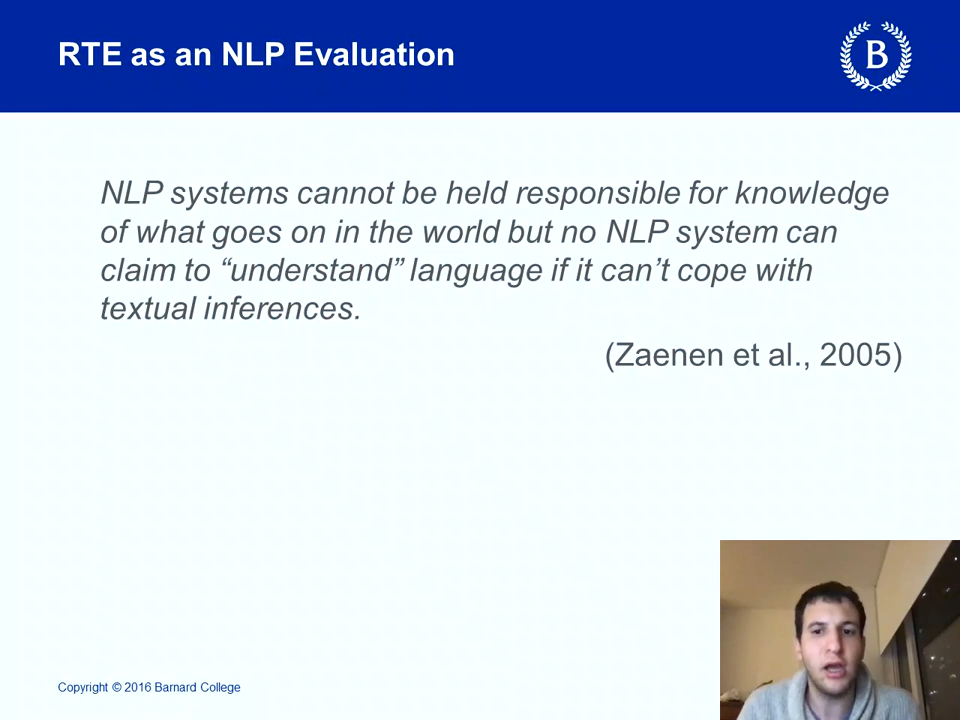 RTE as an NLP Evaluation
B
NLP systems cannot be held responsible for knowledge
of what goes on in the world but no NLP system can
claim to “understand” language if it can’t cope with
textual inferences.
(Zaenen et al., 2005)
Copyright © 2016 Barnard College